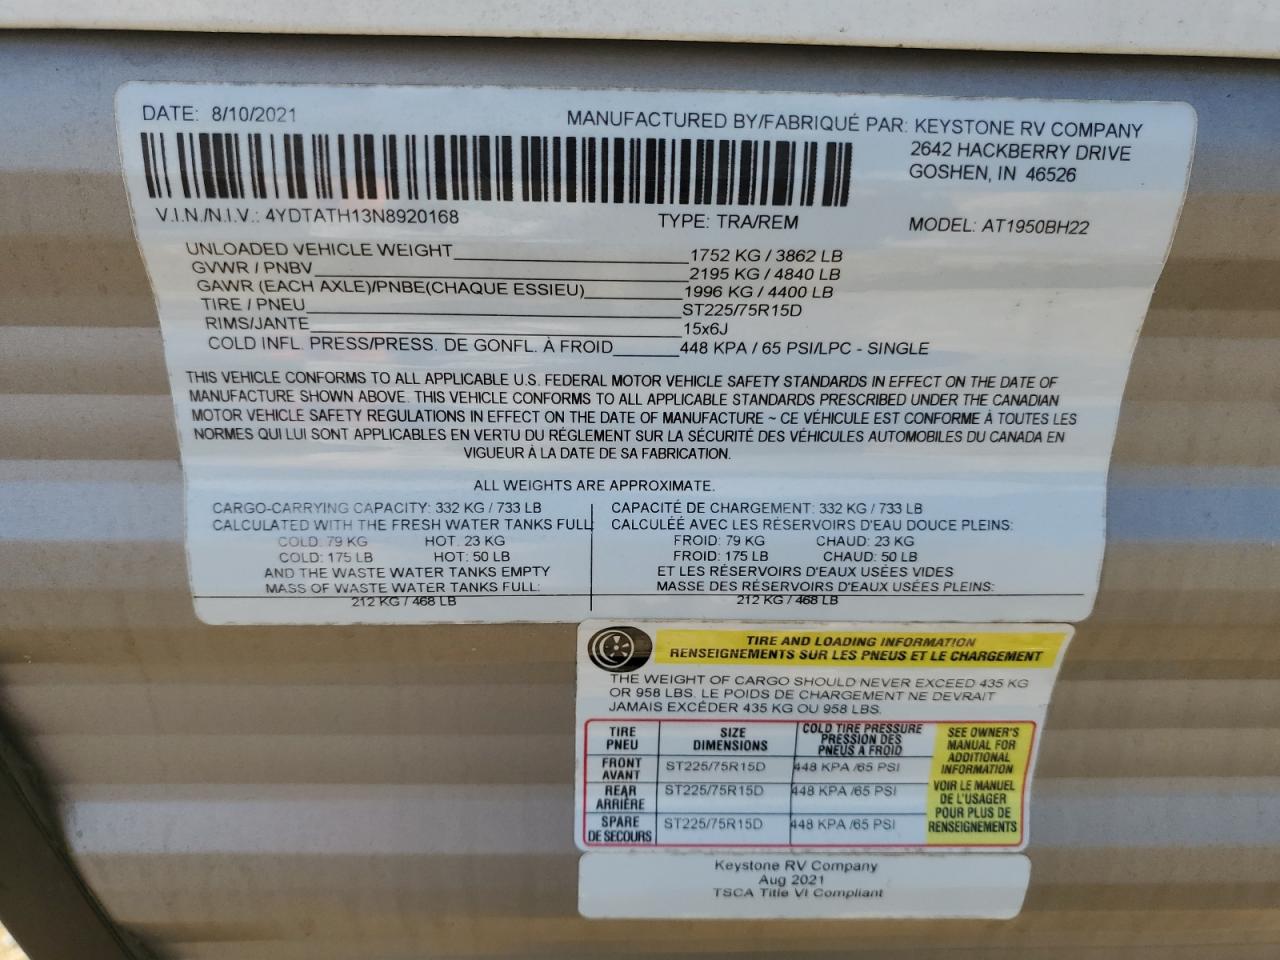 DATE: 8/10/2021
MANUFACTURED BY/FABRIQUÉ PAR: KEYSTONE RV COMPANY
2642 HACKBERRY DRIVE
GOSHEN, IN 46526
V.I.N./N.I.V.: 4YDTATH13N8920168 TYPE: TRA/REM MODEL: AT1950BH22
UNLOADED VEHICLE WEIGHT 1752 KG / 3862 LB
GVWR / PNBV 2195 KG / 4840 LB
GAWR (EACH AXLE)/PNBE(CHAQUE ESSIEU) 1996 KG / 4400 LB
TIRE / PNEU ST225/75R15D
RIMS/JANTE 15x6J
COLD INFL. PRESS/PRESS. DE GONFL. À FROID 448 KPA / 65 PSI/LPC - SINGLE
THIS VEHICLE CONFORMS TO ALL APPLICABLE U.S. FEDERAL MOTOR VEHICLE SAFETY STANDARDS IN EFFECT ON THE DATE OF
MANUFACTURE SHOWN ABOVE. THIS VEHICLE CONFORMS TO ALL APPLICABLE STANDARDS PRESCRIBED UNDER THE CANADIAN
MOTOR VEHICLE SAFETY REGULATIONS IN EFFECT ON THE DATE OF MANUFACTURE ~ CE VÉHICULE EST CONFORME À TOUTES LES
NORMES QUI LUI SONT APPLICABLES EN VERTU DU RÉGLEMENT SUR LA SÉCURITÉ DES VÉHICULES AUTOMOBILES DU CANADA EN
VIGUEUR À LA DATE DE SA FABRICATION.
ALL WEIGHTS ARE APPROXIMATE.
CARGO-CARRYING CAPACITY: 332 KG / 733 LB
CALCULATED WITH THE FRESH WATER TANKS FULL
COLD: 79 KG HOT: 23 KG
COLD: 175 LB HOT: 50 LB
AND THE WASTE WATER TANKS EMPTY
MASS OF WASTE WATER TANKS FULL:
212 KG / 468 LB
CAPACITÉ DE CHARGEMENT: 332 KG / 733 LB
CALCULÉE AVEC LES RÉSERVOIRS D'EAU DOUCE PLEINS:
FROID: 79 KG CHAUD: 23 KG
FROID: 175 LB CHAUD: 50 LB
ET LES RÉSERVOIRS D'EAUX USÉES VIDES
MASSE DES RÉSERVOIRS D'EAUX USÉES PLEINS:
212 KG / 468 LB
TIRE AND LOADING INFORMATION
RENSEIGNEMENTS SUR LES PNEUS ET LE CHARGEMENT
THE WEIGHT OF CARGO SHOULD NEVER EXCEED 435 KG
OR 958 LBS. LE POIDS DE CHARGEMENT NE DEVRAIT
JAMAIS EXCÉDER 435 KG OU 958 LBS.
TIRE
PNEU
SIZE
DIMENSIONS
COLD TIRE PRESSURE
PRESSION DES
PNEUS A FROID
FRONT
AVANT
ST225/75R15D 448 KPA /65 PSI
REAR
ARRIÈRE
ST225/75R15D 448 KPA /65 PSI
SPARE
DE SECOURS
ST225/75R15D 448 KPA /65 PSI
SEE OWNER'S
MANUAL FOR
ADDITIONAL
INFORMATION
VOIR LE MANUEL
DE L'USAGER
POUR PLUS DE
RENSEIGNEMENTS
Keystone RV Company
Aug 2021
TSCA Title VI Compliant